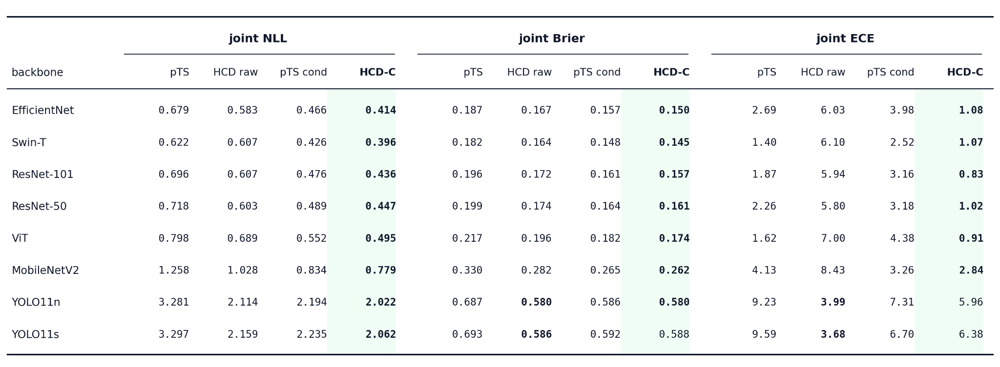 joint NLL joint Brier joint ECE
backbone pTS HCD raw pTS cond HCD-C pTS HCD raw pTS cond HCD-C pTS HCD raw pTS cond HCD-C
EfficientNet 0.679 0.583 0.466 0.414 0.187 0.167 0.157 0.150 2.69 6.03 3.98 1.08
Swin-T 0.622 0.607 0.426 0.396 0.182 0.164 0.148 0.145 1.40 6.10 2.52 1.07
ResNet-101 0.696 0.607 0.476 0.436 0.196 0.172 0.161 0.157 1.87 5.94 3.16 0.83
ResNet-50 0.718 0.603 0.489 0.447 0.199 0.174 0.164 0.161 2.26 5.80 3.18 1.02
ViT 0.798 0.689 0.552 0.495 0.217 0.196 0.182 0.174 1.62 7.00 4.38 0.91
MobileNetV2 1.258 1.028 0.834 0.779 0.330 0.282 0.265 0.262 4.13 8.43 3.26 2.84
YOLO11n 3.281 2.114 2.194 2.022 0.687 0.580 0.586 0.580 9.23 3.99 7.31 5.96
YOLO11s 3.297 2.159 2.235 2.062 0.693 0.586 0.592 0.588 9.59 3.68 6.70 6.38